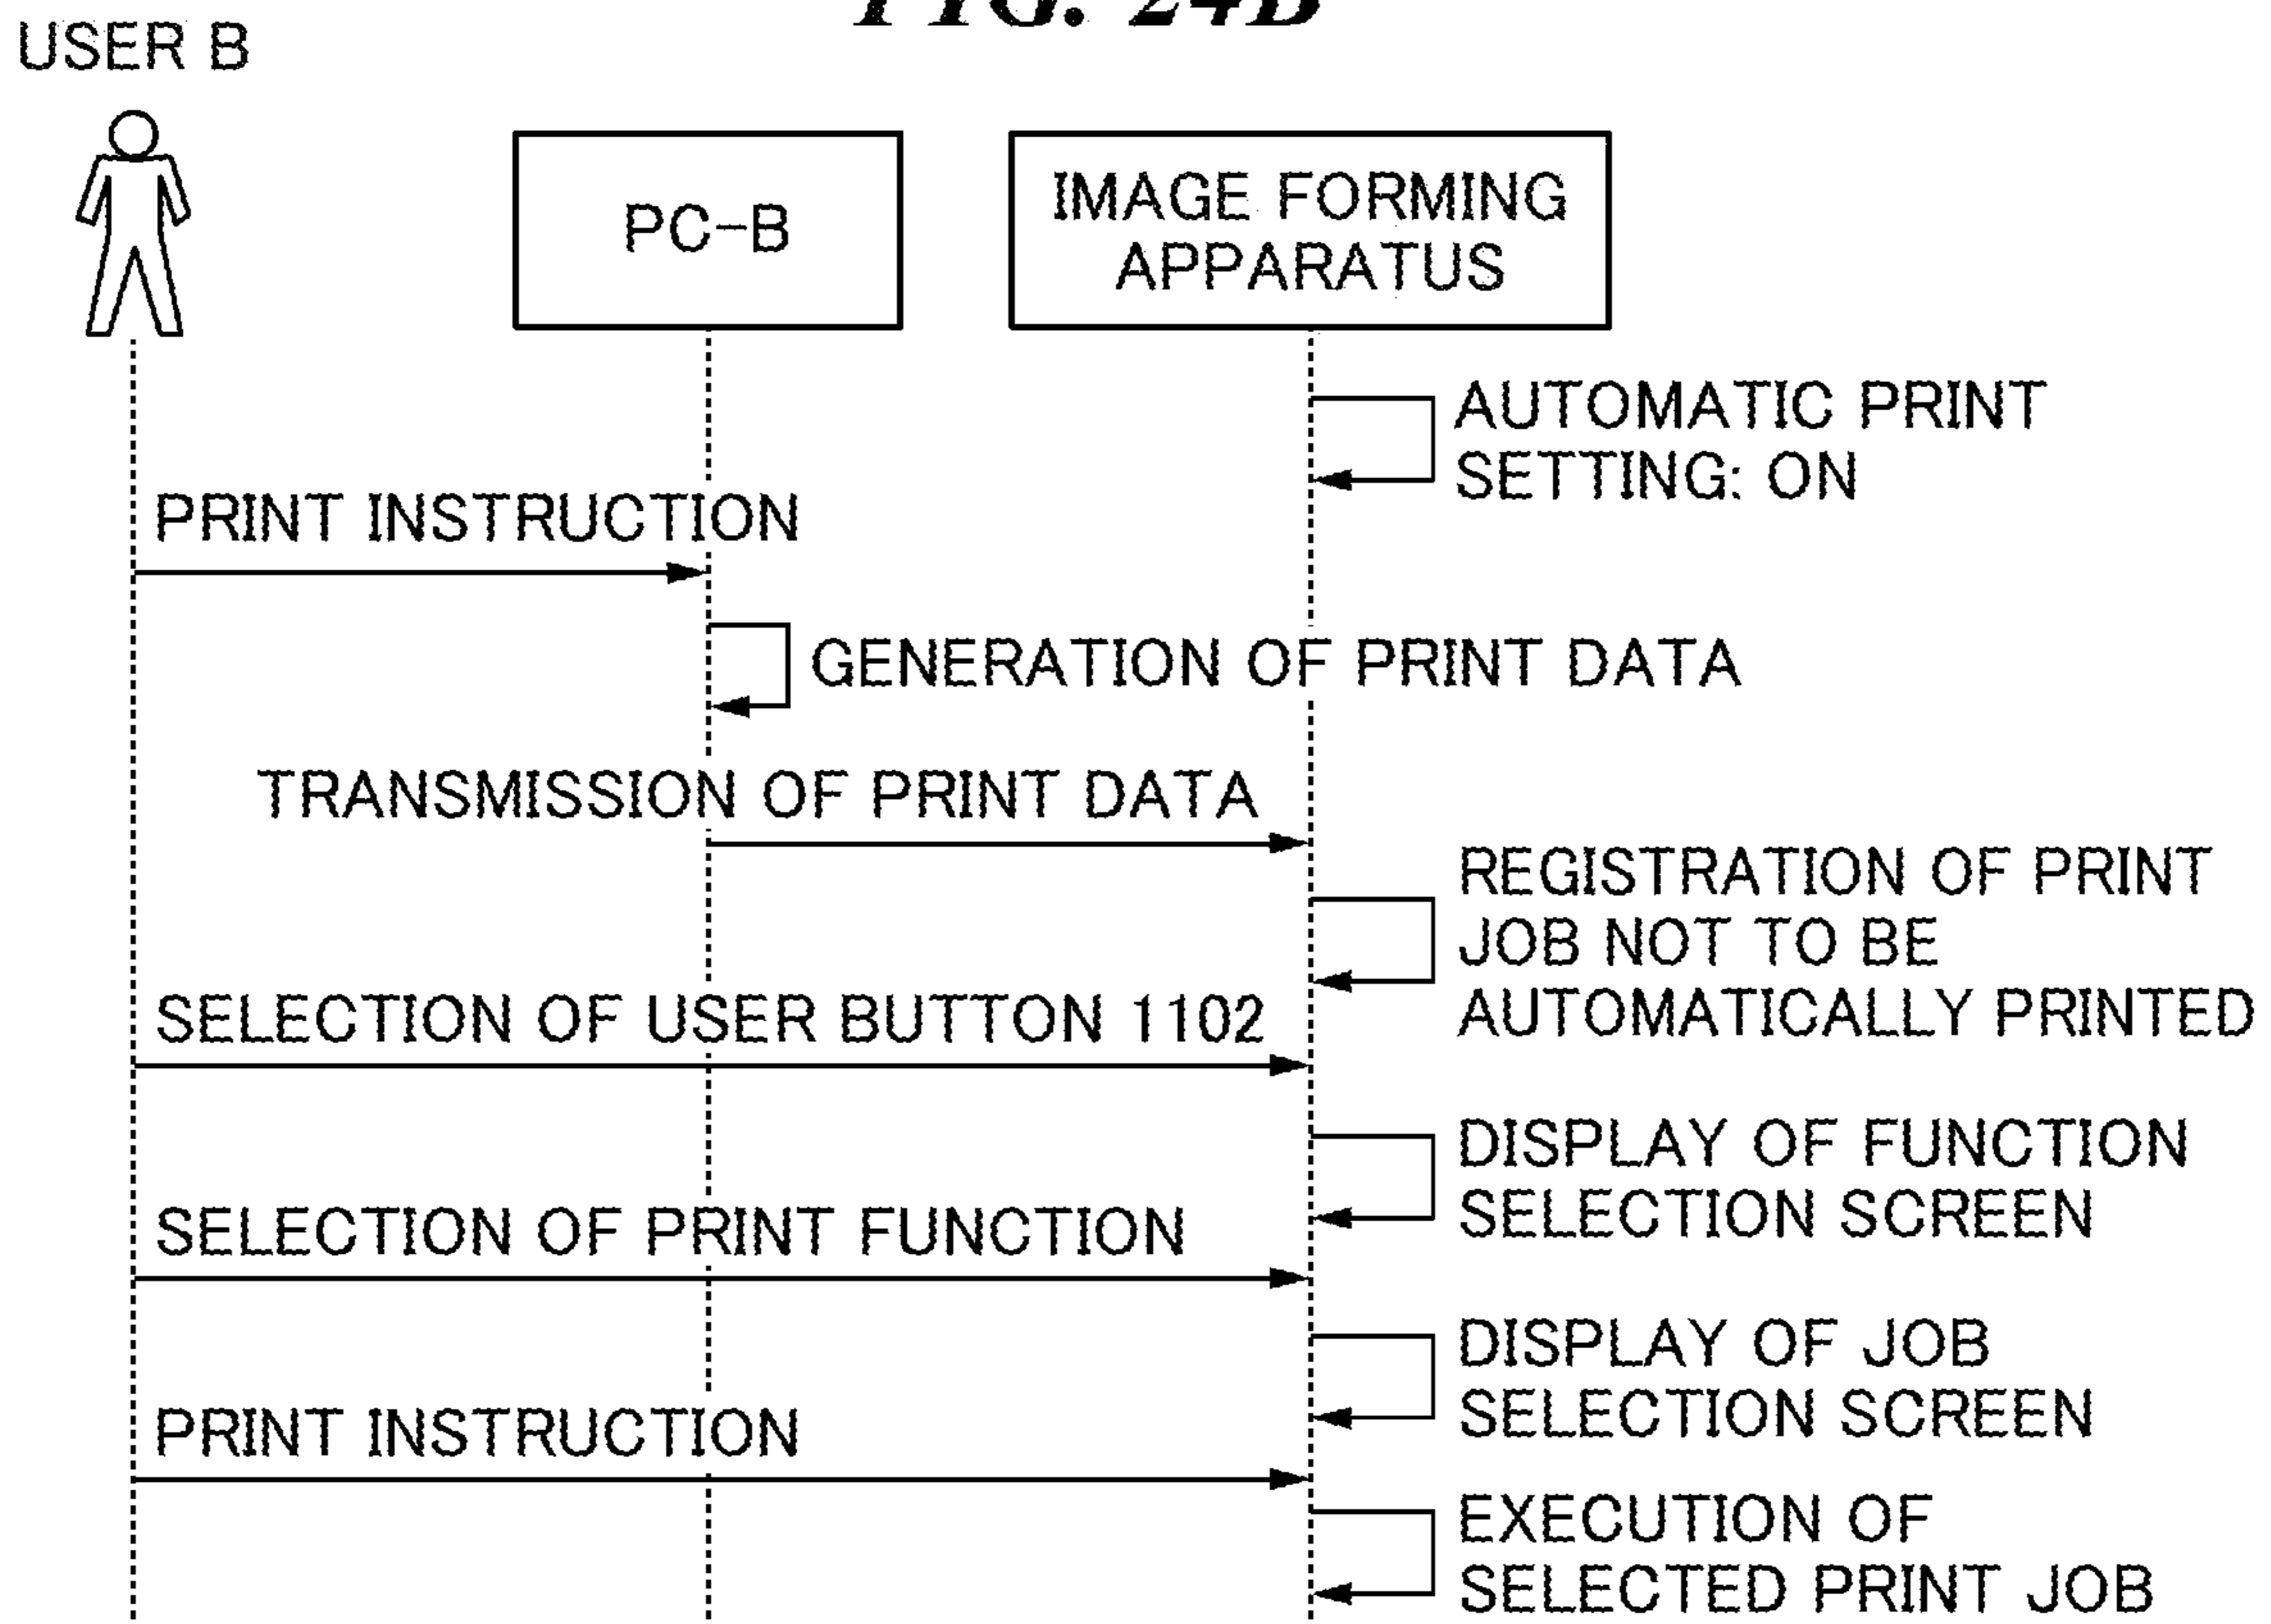 FIG. 24B
USER B
PC-B
IMAGE FORMING
APPARATUS
AUTOMATIC PRINT
SETTING: ON
PRINT INSTRUCTION
GENERATION OF PRINT DATA
TRANSMISSION OF PRINT DATA
REGISTRATION OF PRINT
JOB NOT TO BE
AUTOMATICALLY PRINTED
SELECTION OF USER BUTTON 1102
DISPLAY OF FUNCTION
SELECTION SCREEN
SELECTION OF PRINT FUNCTION
DISPLAY OF JOB
SELECTION SCREEN
PRINT INSTRUCTION
EXECUTION OF
SELECTED PRINT JOB